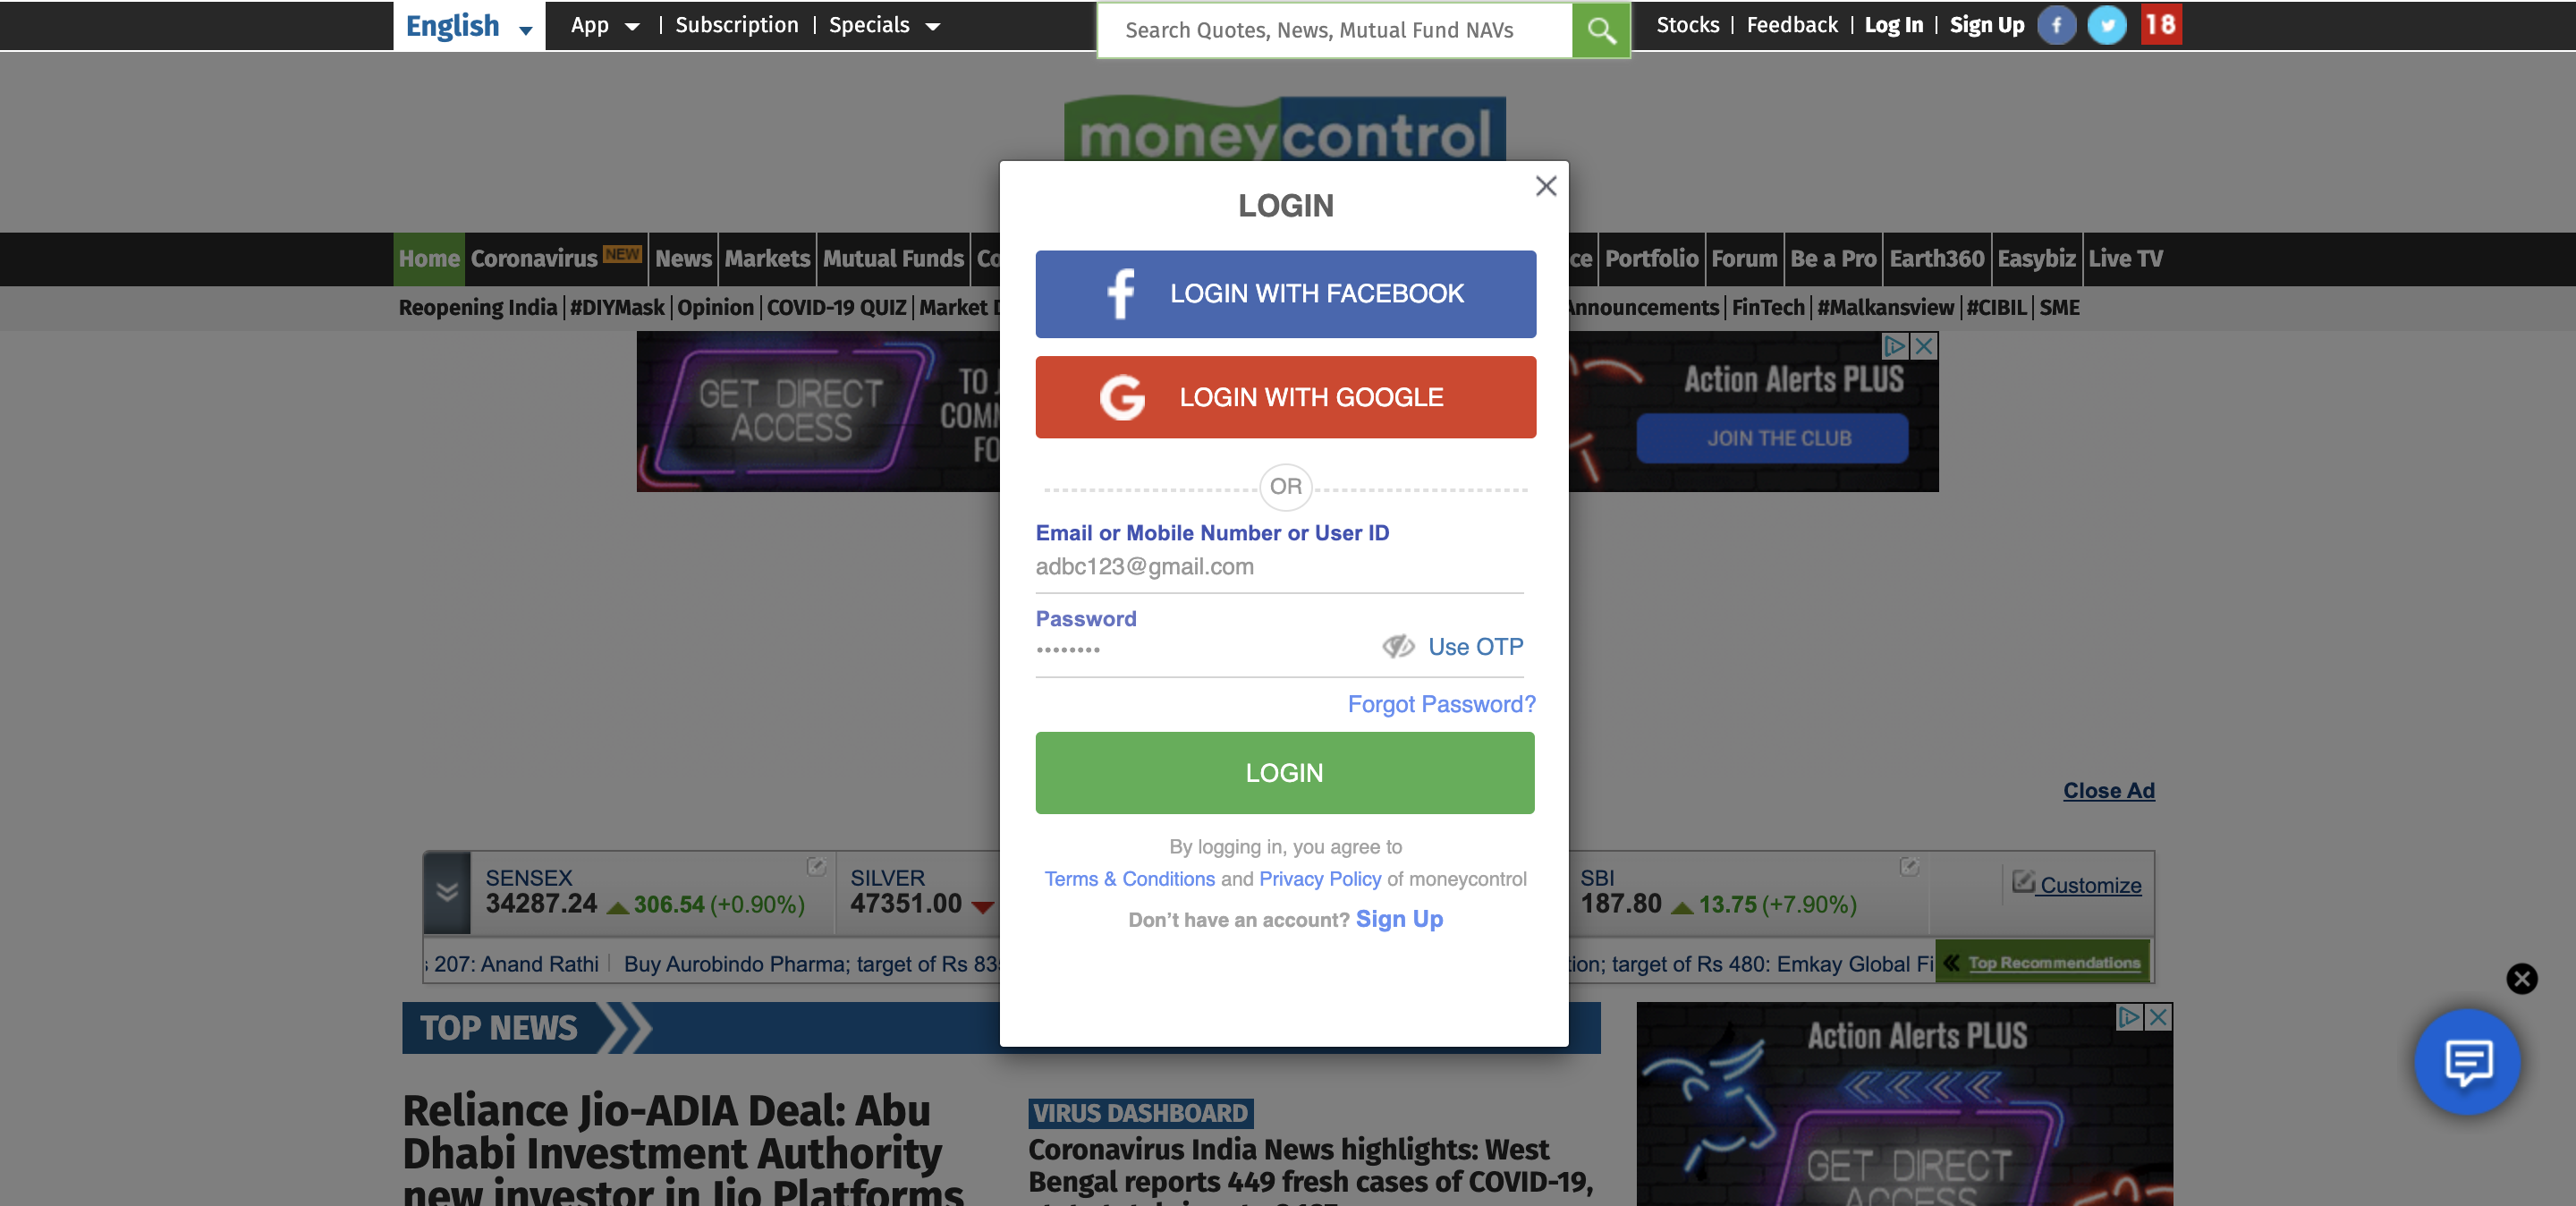 English App | Subscription | Specials Search Quotes, News, Mutual Fund NAVs Stocks | Feedback | Log In | Sign Up f 18
moneycontrol
LOGIN
Home Coronavirus NEW News Markets Mutual Funds Co
ce Portfolio Forum Be a Pro Earth360 Easybiz Live TV
Reopening India | #DIYMask | Opinion | COVID-19 QUIZ | Market D
Announcements | FinTech | #Malkansview | #CIBIL | SME
GET DIRECT
ACCESS
TO J
COMM
FO
Action Alerts PLUS
JOIN THE CLUB
f LOGIN WITH FACEBOOK
G LOGIN WITH GOOGLE
OR
Email or Mobile Number or User ID
adbc123@gmail.com
Password
•••••••• Use OTP
Forgot Password?
LOGIN
By logging in, you agree to
Terms & Conditions and Privacy Policy of moneycontrol
Don’t have an account? Sign Up
Close Ad
SENSEX
34287.24 306.54 (+0.90%)
SILVER
47351.00
SBI
187.80 13.75 (+7.90%)
Customize
207: Anand Rathi | Buy Aurobindo Pharma; target of Rs 83
tion; target of Rs 480: Emkay Global Fi
Top Recommendations
TOP NEWS
Reliance Jio-ADIA Deal: Abu
Dhabi Investment Authority
new investor in Jio Platforms
VIRUS DASHBOARD
Coronavirus India News highlights: West
Bengal reports 449 fresh cases of COVID-19,
Action Alerts PLUS
GET DIRECT
ACCESS